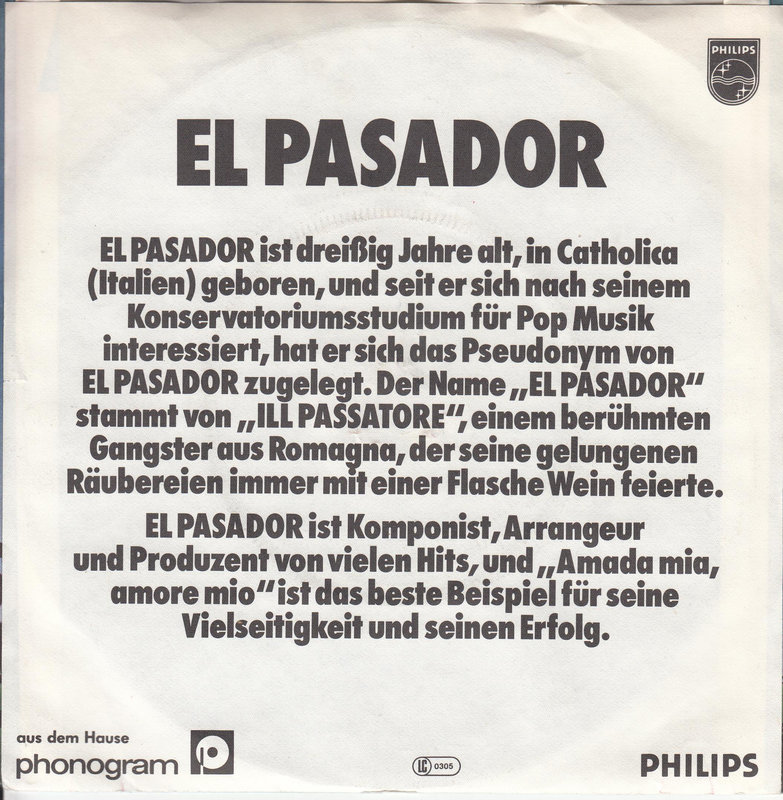 PHILIPS
EL PASADOR
EL PASADOR ist dreißig Jahre alt, in Catholica
(Italien) geboren, und seit er sich nach seinem
Konservatoriumsstudium für Pop Musik
interessiert, hat er sich das Pseudonym von
EL PASADOR zugelegt. Der Name „EL PASADOR“
stammt von „ILL PASSATORE“, einem berühmten
Gangster aus Romagna, der seine gelungenen
Räubereien immer mit einer Flasche Wein feierte.
EL PASADOR ist Komponist, Arrangeur
und Produzent von vielen Hits, und „Amada mia,
amore mio“ ist das beste Beispiel für seine
Vielseitigkeit und seinen Erfolg.
aus dem Hause
phonogram p
LC 0305
PHILIPS